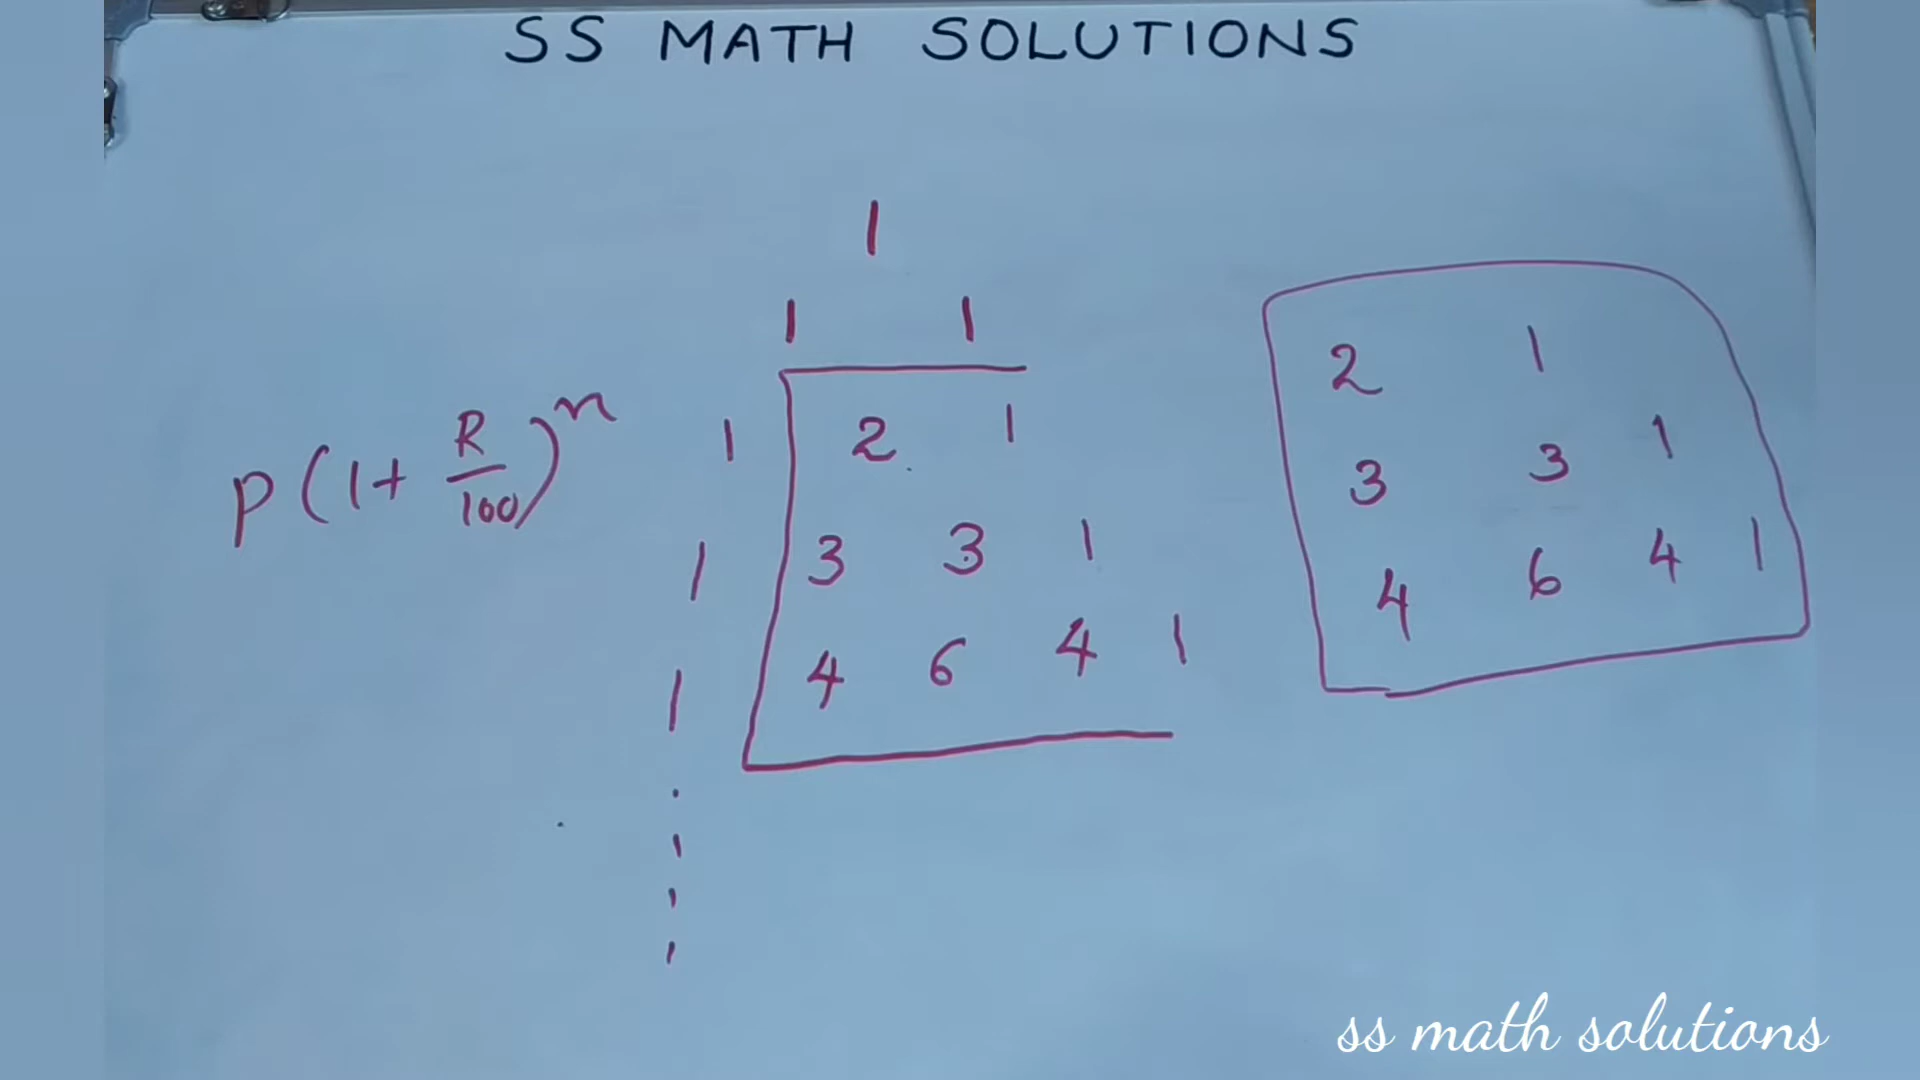 SS MATH SOLUTIONS
1
1 1
P(1+ R/100)^n
1 2 1
1 3 3 1
1 4 6 4 1
2 1
3 3 1
4 6 4 1
ss math solutions